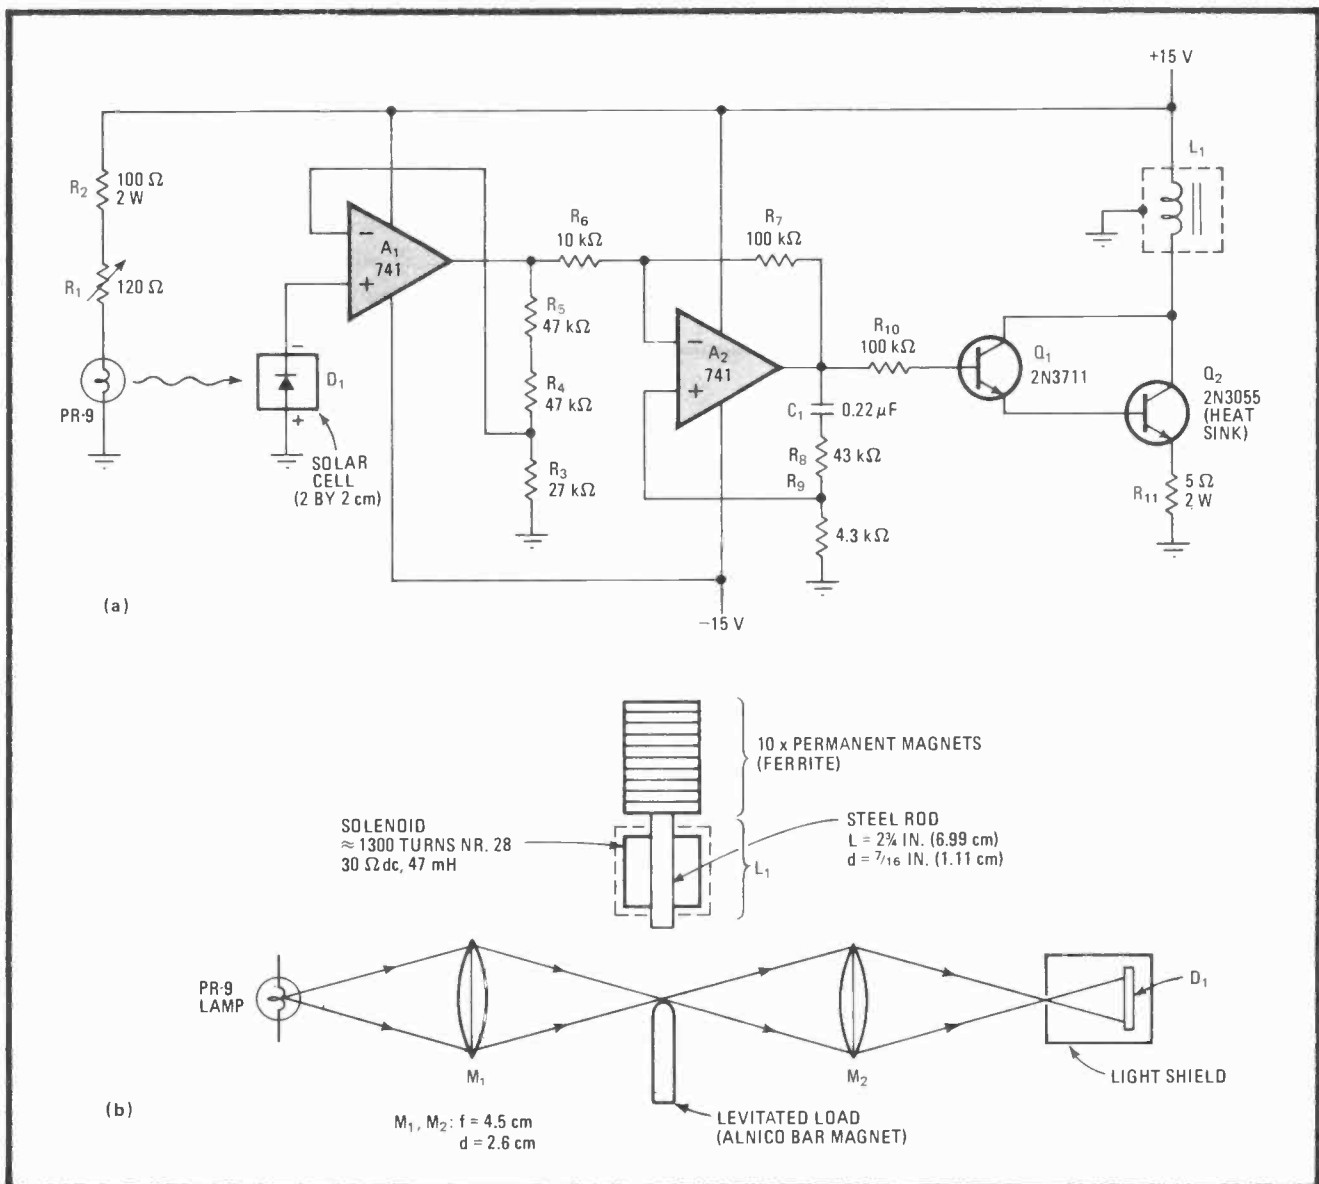 +15 V
L1
R2
100 Ω
2 W
R1
120 Ω
PR-9
D1
−
+
SOLAR
CELL
(2 BY 2 cm)
−
+
A1
741
R5
47 kΩ
R4
47 kΩ
R3
27 kΩ
R6
10 kΩ
R7
100 kΩ
−
+
A2
741
R10
100 kΩ
C1
0.22 μF
R8
43 kΩ
R9
4.3 kΩ
Q1
2N3711
Q2
2N3055
(HEAT
SINK)
R11
5 Ω
2 W
(a)
−15 V
10 x PERMANENT MAGNETS
(FERRITE)
SOLENOID
≈ 1300 TURNS NR. 28
30 Ω dc, 47 mH
STEEL ROD
L = 2¾ IN. (6.99 cm)
d = 7/16 IN. (1.11 cm)
L1
PR-9
LAMP
M1
M2
D1
LIGHT SHIELD
LEVITATED LOAD
(ALNICO BAR MAGNET)
M1, M2: f = 4.5 cm
d = 2.6 cm
(b)